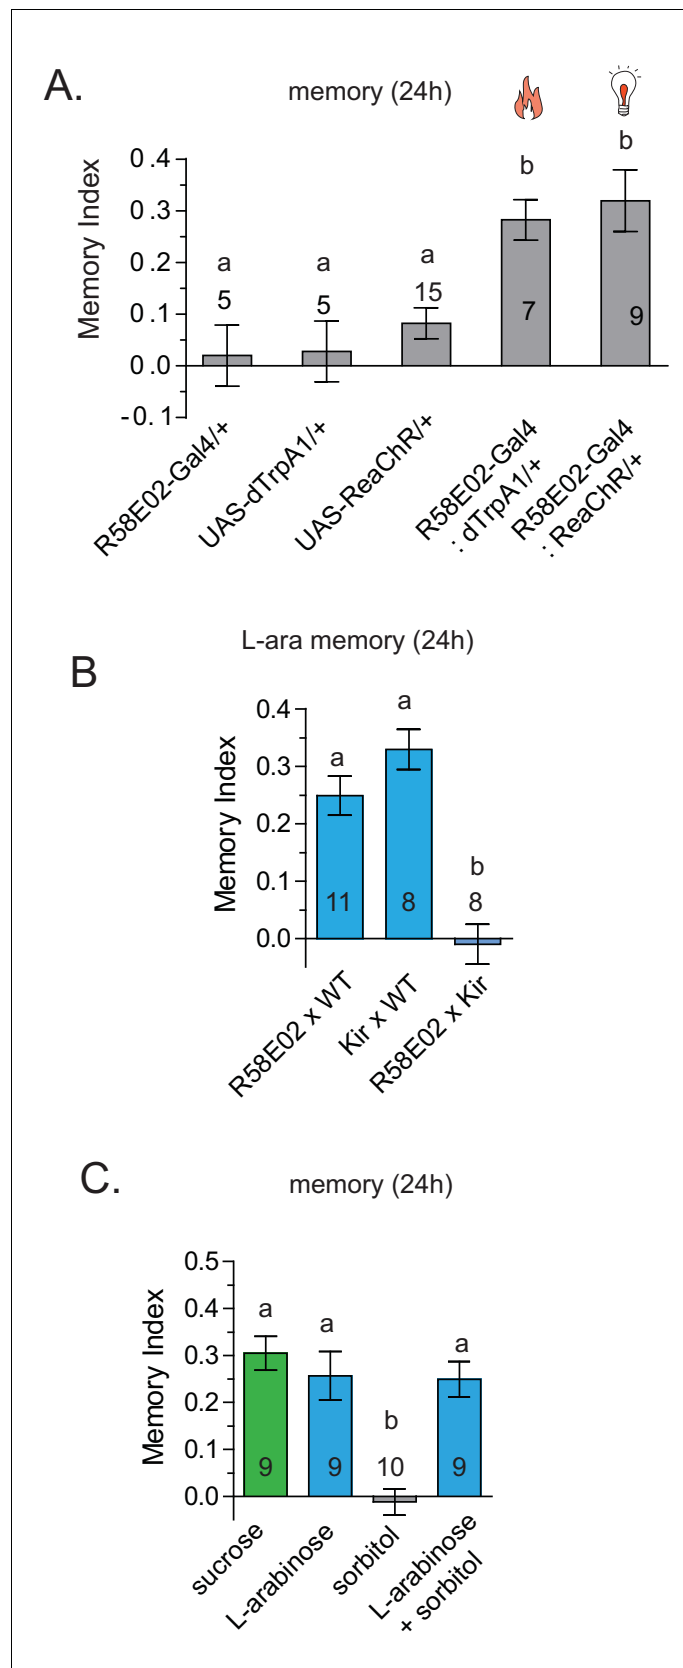 A.
memory (24h)
Memory Index
0.4
0.3
0.2
0.1
0.0
-0.1
a
5
a
5
a
15
b
7
b
9
R58E02-Gal4/+
UAS-dTrpA1/+
UAS-ReaChR/+
R58E02-Gal4
: dTrpA1/+
R58E02-Gal4
: ReaChR/+
L-ara memory (24h)
B
Memory Index
0.4
0.3
0.2
0.1
0.0
a
11
a
8
b
8
R58E02 x WT
Kir x WT
R58E02 x Kir
C.
memory (24h)
Memory Index
0.5
0.4
0.3
0.2
0.1
0.0
a
9
a
9
b
10
a
9
sucrose
L-arabinose
sorbitol
L-arabinose
+ sorbitol